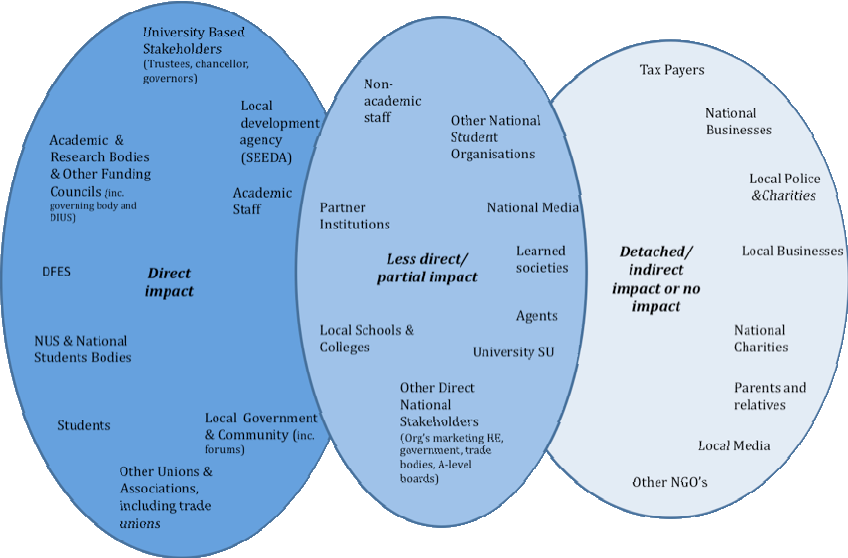 University Based
Stakeholders
(Trustees, chancellor,
governors)
Local
development
agency
(SEEDA)
Academic &
Research Bodies
& Other Funding
Councils (inc.
governing body and
DIUS)
Academic
Staff
DFES
Direct
impact
NUS & National
Students Bodies
Students
Local Government
& Community (inc.
forums)
Other Unions &
Associations,
including trade
unions
Non-
academic
staff
Other National
Student
Organisations
Partner
Institutions
National Media
Less direct/
partial impact
Learned
societies
Agents
Local Schools &
Colleges
University SU
Other Direct
National
Stakeholders
(Org's marketing HE,
government, trade
bodies, A-level
boards)
Tax Payers
National
Businesses
Local Police
&Charities
Detached/
indirect
impact or no
impact
Local Businesses
National
Charities
Parents and
relatives
Local Media
Other NGO's